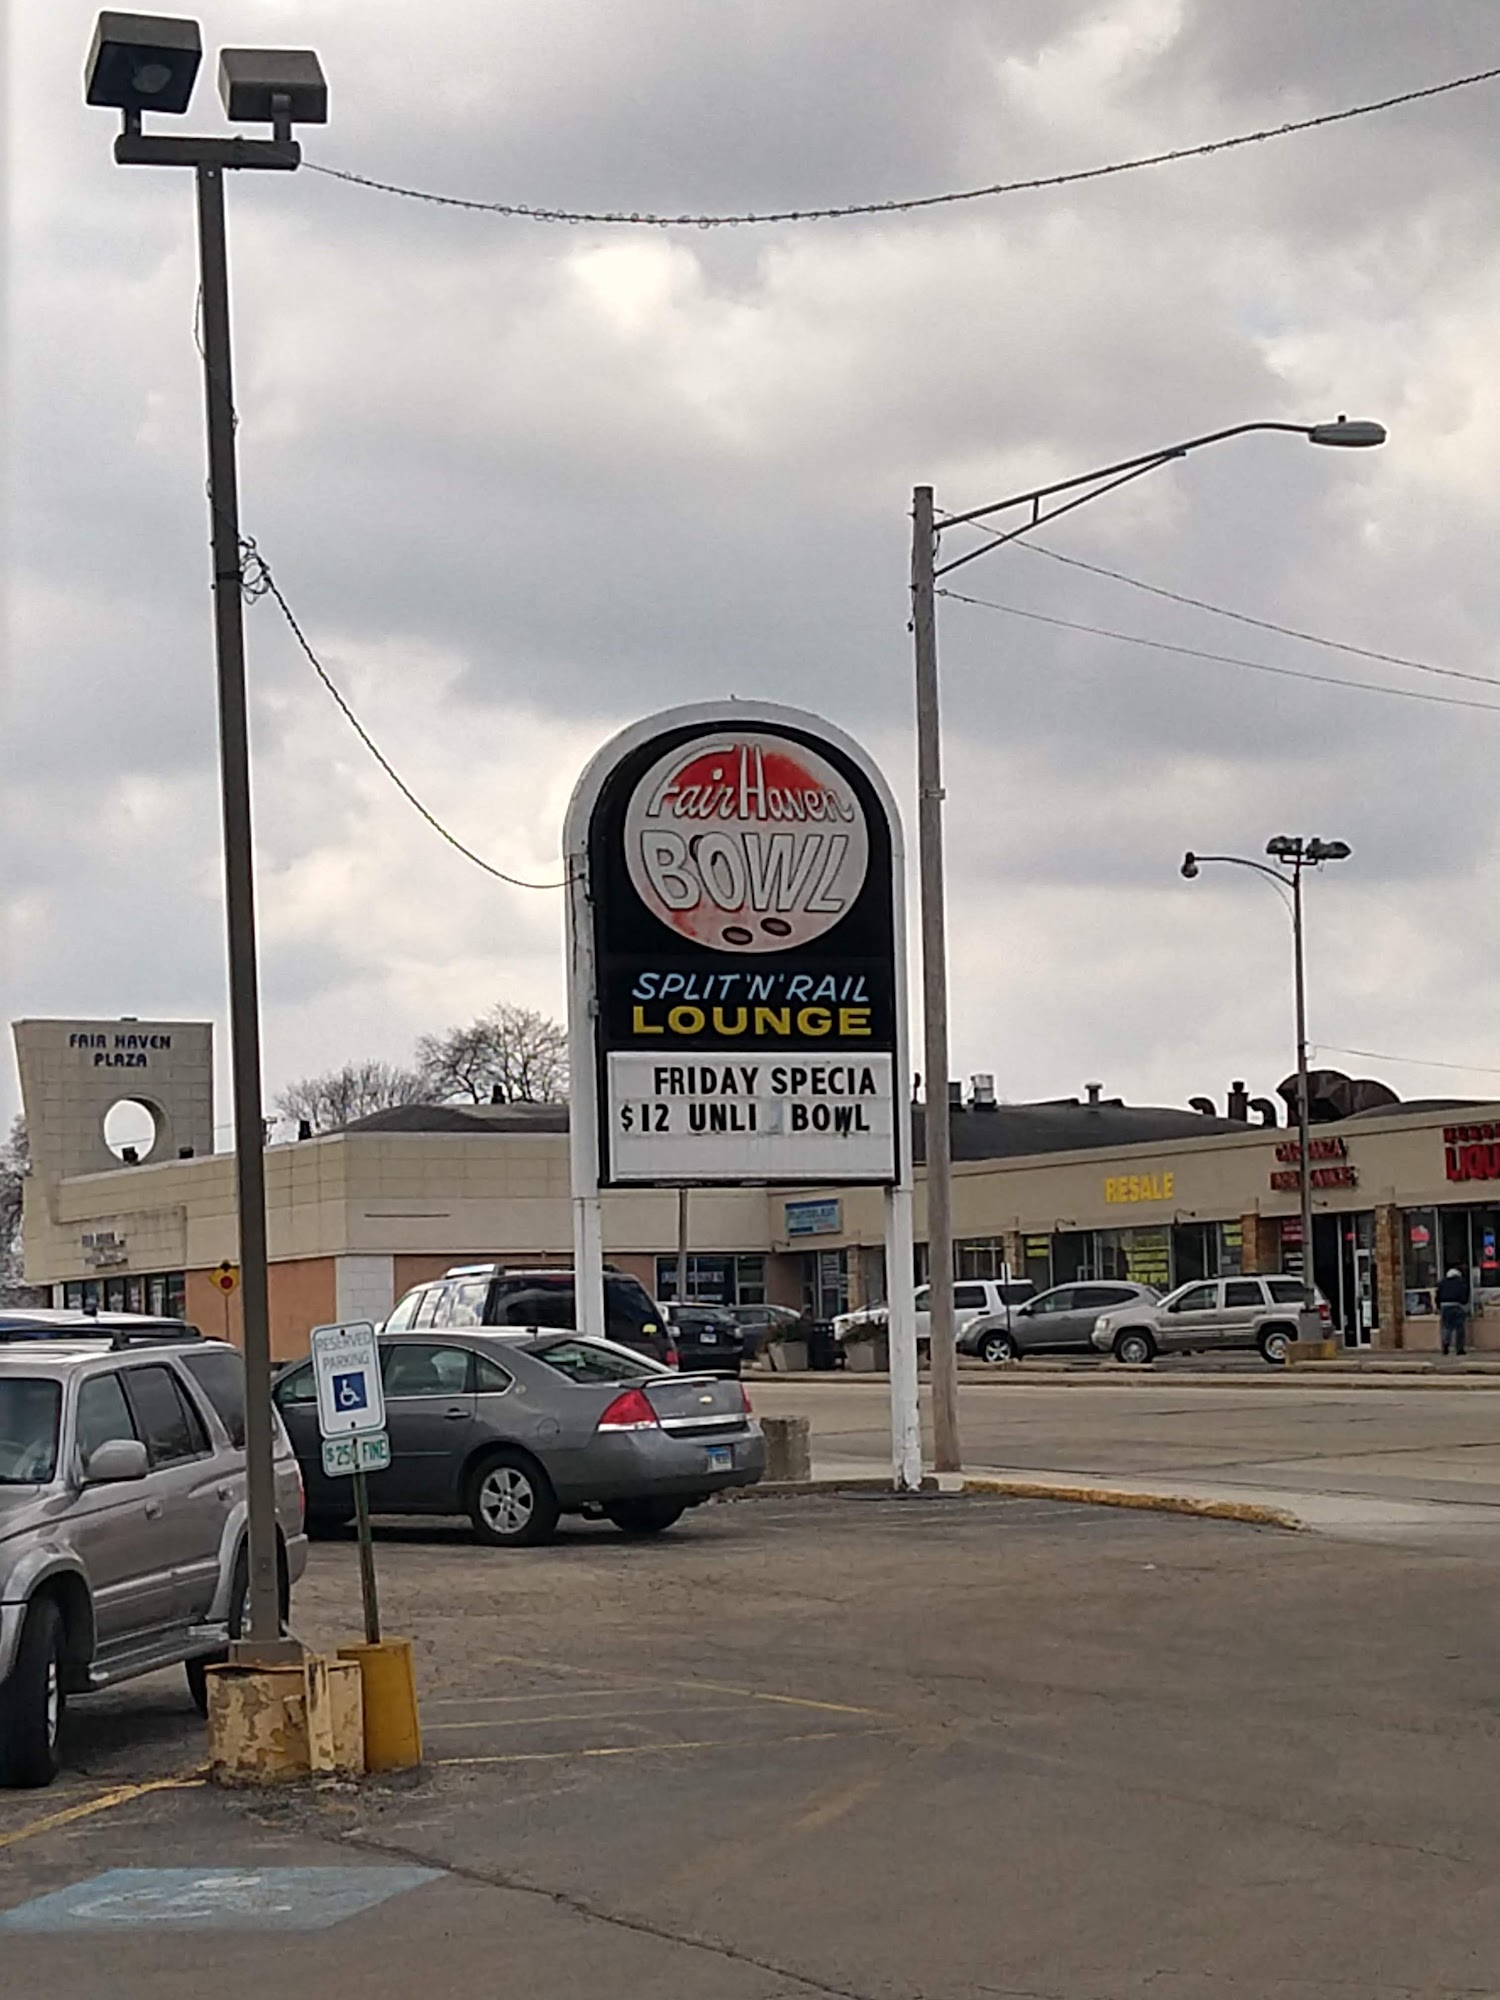 Fair Haven
BOWL
SPLIT'N'RAIL
LOUNGE
FRIDAY SPECIA
$12 UNLI BOWL
FAIR HAVEN
PLAZA
RESALE
RESERVED
PARKING
$250 FINE